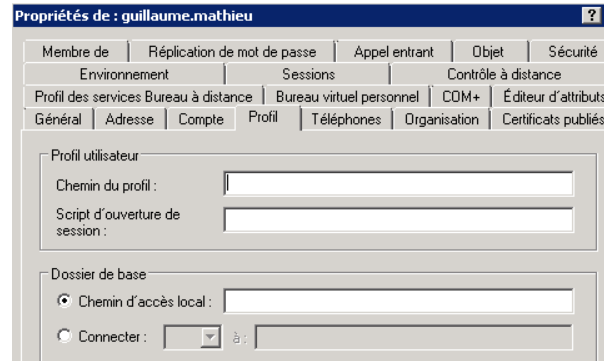 Propriétés de : guillaume.mathieu ?
Membre de Réplication de mot de passe Appel entrant Objet Sécurité
Environnement Sessions Contrôle à distance
Profil des services Bureau à distance Bureau virtuel personnel COM+ Éditeur d'attributs
Général Adresse Compte Profil Téléphones Organisation Certificats publiés
Profil utilisateur
Chemin du profil :
Script d'ouverture de
session :
Dossier de base
Chemin d'accès local :
Connecter : à :